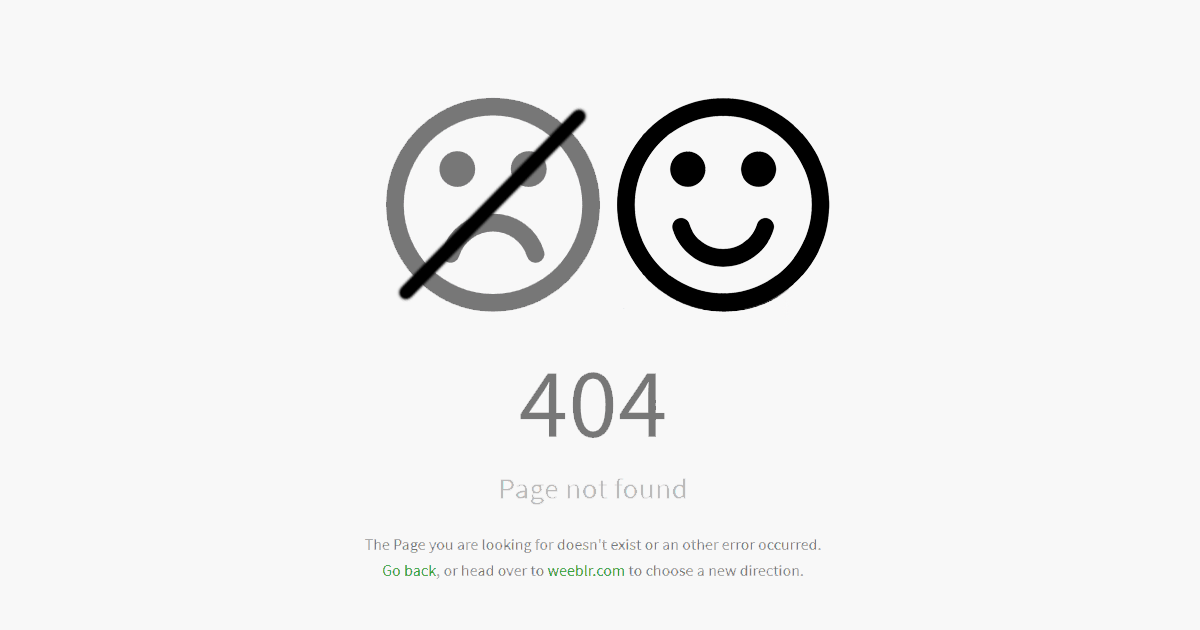 404
Page not found
The Page you are looking for doesn't exist or an other error occurred.
Go back, or head over to weeblr.com to choose a new direction.